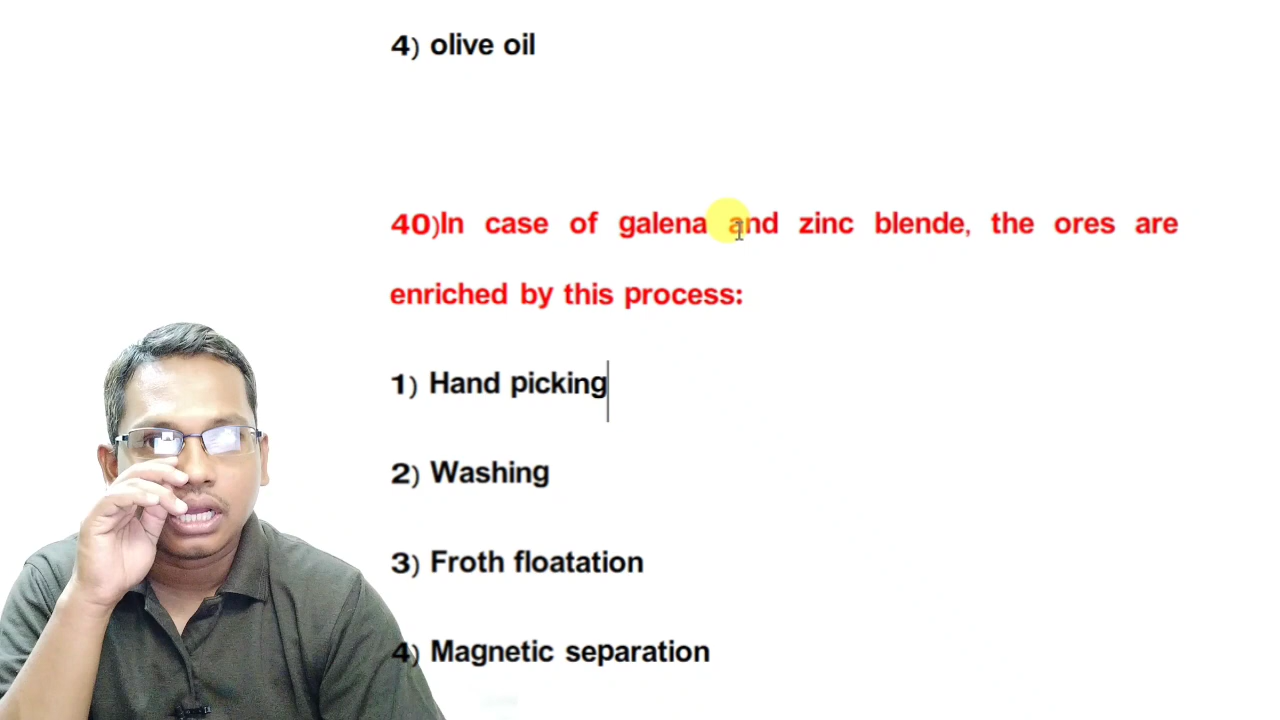 4) olive oil
40)In case of galena and zinc blende, the ores are
enriched by this process:
1) Hand picking
2) Washing
3) Froth floatation
4) Magnetic separation